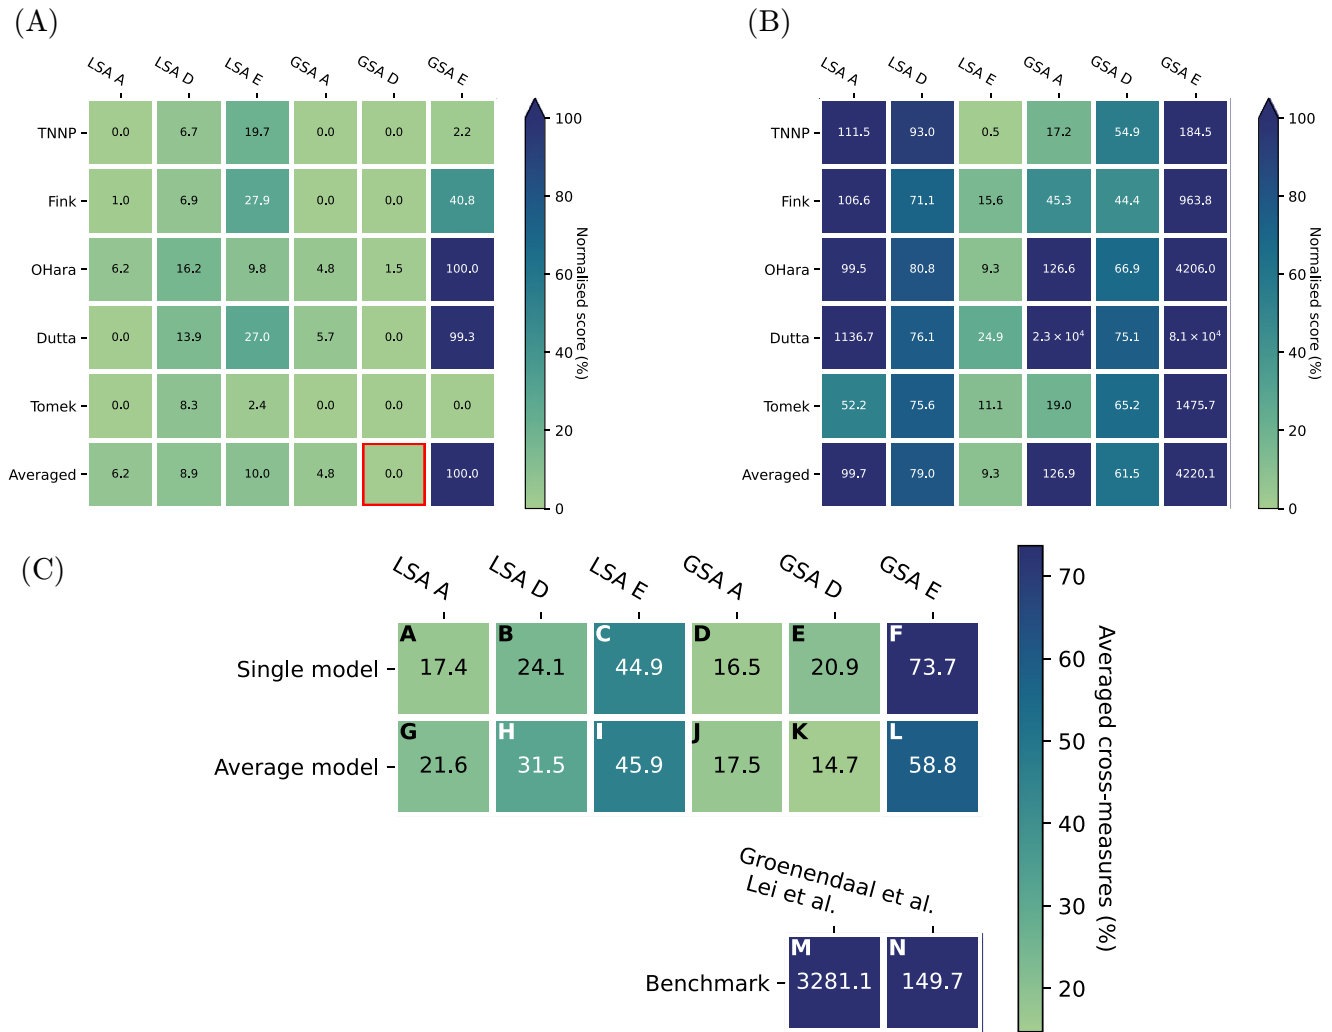 (A)
LSA A LSA D LSA E GSA A GSA D GSA E
TNNP 0.0 6.7 19.7 0.0 0.0 2.2
Fink 1.0 6.9 27.9 0.0 0.0 40.8
OHara 6.2 16.2 9.8 4.8 1.5 100.0
Dutta 0.0 13.9 27.0 5.7 0.0 99.3
Tomek 0.0 8.3 2.4 0.0 0.0 0.0
Averaged 6.2 8.9 10.0 4.8 0.0 100.0
100
80
60
40
20
0
Normalised score (%)
(B)
LSA A LSA D LSA E GSA A GSA D GSA E
TNNP 111.5 93.0 0.5 17.2 54.9 184.5
Fink 106.6 71.1 15.6 45.3 44.4 963.8
OHara 99.5 80.8 9.3 126.6 66.9 4206.0
Dutta 1136.7 76.1 24.9 2.3 × 10⁴ 75.1 8.1 × 10⁴
Tomek 52.2 75.6 11.1 19.0 65.2 1475.7
Averaged 99.7 79.0 9.3 126.9 61.5 4220.1
100
80
60
40
20
0
Normalised score (%)
(C)
LSA A LSA D LSA E GSA A GSA D GSA E
A B C D E F
Single model 17.4 24.1 44.9 16.5 20.9 73.7
G H I J K L
Average model 21.6 31.5 45.9 17.5 14.7 58.8
Groenendaal et al.
Lei et al.
M N
Benchmark 3281.1 149.7
70
60
50
40
30
20
Averaged cross-measures (%)